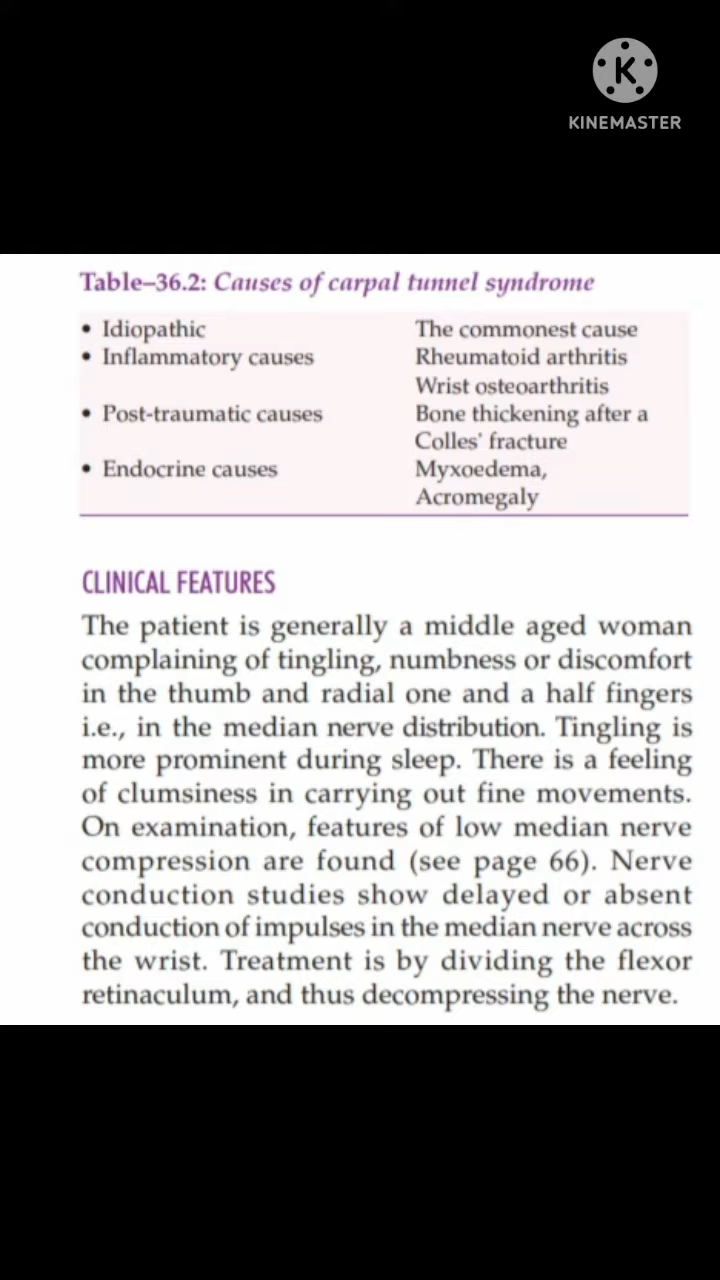 K
KINEMASTER
Table–36.2: Causes of carpal tunnel syndrome
• Idiopathic The commonest cause
• Inflammatory causes Rheumatoid arthritis
Wrist osteoarthritis
• Post-traumatic causes Bone thickening after a
Colles' fracture
• Endocrine causes Myxoedema,
Acromegaly
CLINICAL FEATURES
The patient is generally a middle aged woman
complaining of tingling, numbness or discomfort
in the thumb and radial one and a half fingers
i.e., in the median nerve distribution. Tingling is
more prominent during sleep. There is a feeling
of clumsiness in carrying out fine movements.
On examination, features of low median nerve
compression are found (see page 66). Nerve
conduction studies show delayed or absent
conduction of impulses in the median nerve across
the wrist. Treatment is by dividing the flexor
retinaculum, and thus decompressing the nerve.